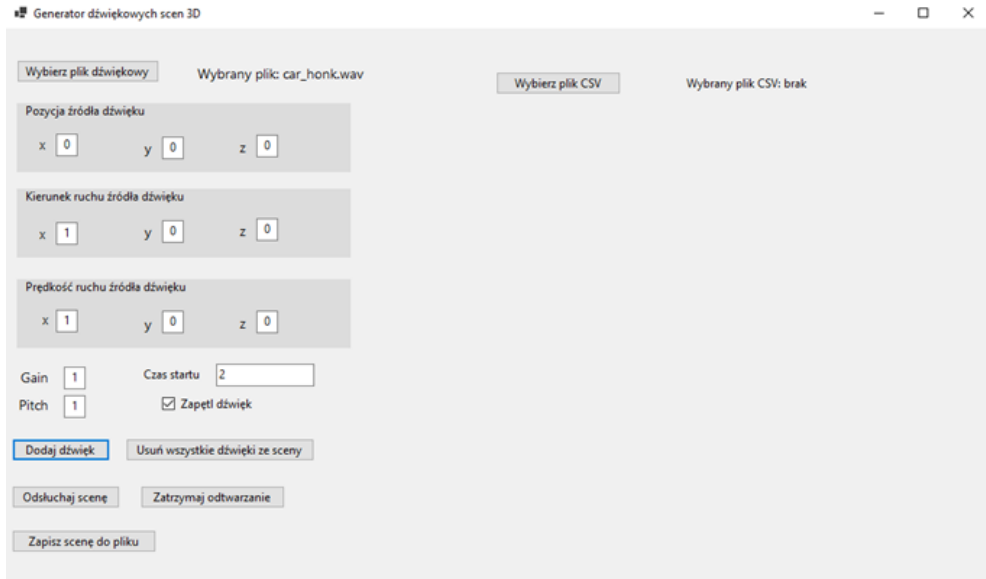 Generator dźwiękowych scen 3D
Wybierz plik dźwiękowy Wybrany plik: car_honk.wav
Wybierz plik CSV Wybrany plik CSV: brak
Pozycja źródła dźwięku
x 0 y 0 z 0
Kierunek ruchu źródła dźwięku
x 1 y 0 z 0
Prędkość ruchu źródła dźwięku
x 1 y 0 z 0
Gain 1 Czas startu 2
Pitch 1 Zapętl dźwięk
Dodaj dźwięk Usuń wszystkie dźwięki ze sceny
Odsłuchaj scenę Zatrzymaj odtwarzanie
Zapisz scenę do pliku